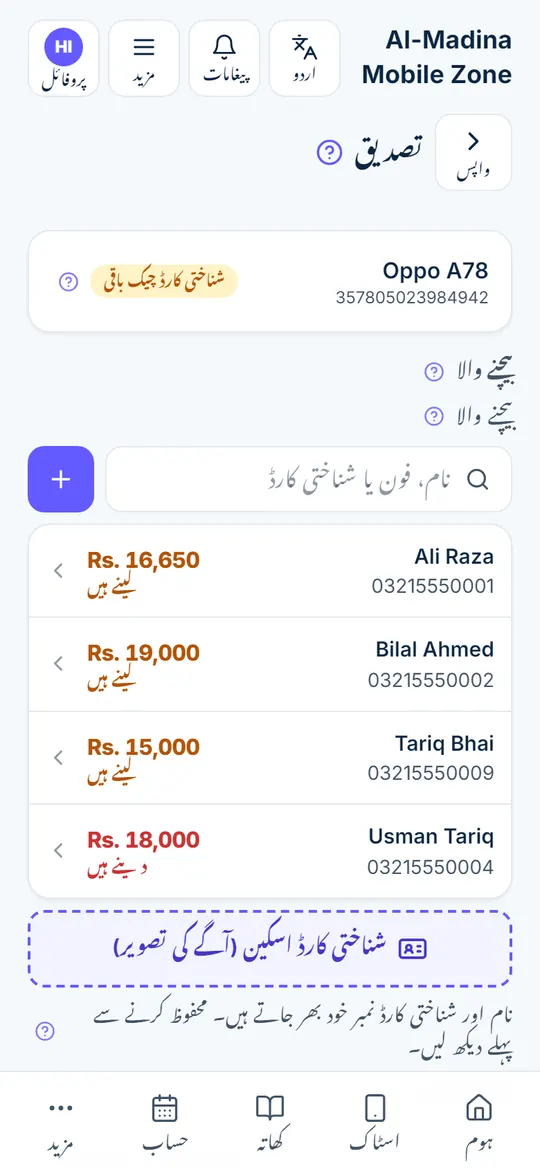 Al-Madina
Mobile Zone
اردو
پیغامات
مزید
HI
پروفائل
واپس
تصدیق
Oppo A78
357805023984942
شناختی کارڈ چیک باقی
بیچنے والا
بیچنے والا
نام، فون یا شناختی کارڈ
Ali Raza
03215550001
Rs. 16,650
لینے ہیں
Bilal Ahmed
03215550002
Rs. 19,000
لینے ہیں
Tariq Bhai
03215550009
Rs. 15,000
لینے ہیں
Usman Tariq
03215550004
Rs. 18,000
دینے ہیں
شناختی کارڈ اسکین (آگے کی تصویر)
نام اور شناختی کارڈ نمبر خود بھر جاتے ہیں۔ محفوظ کرنے سے
پہلے دیکھ لیں۔
ہوم
اسٹاک
کھاتہ
حساب
مزید